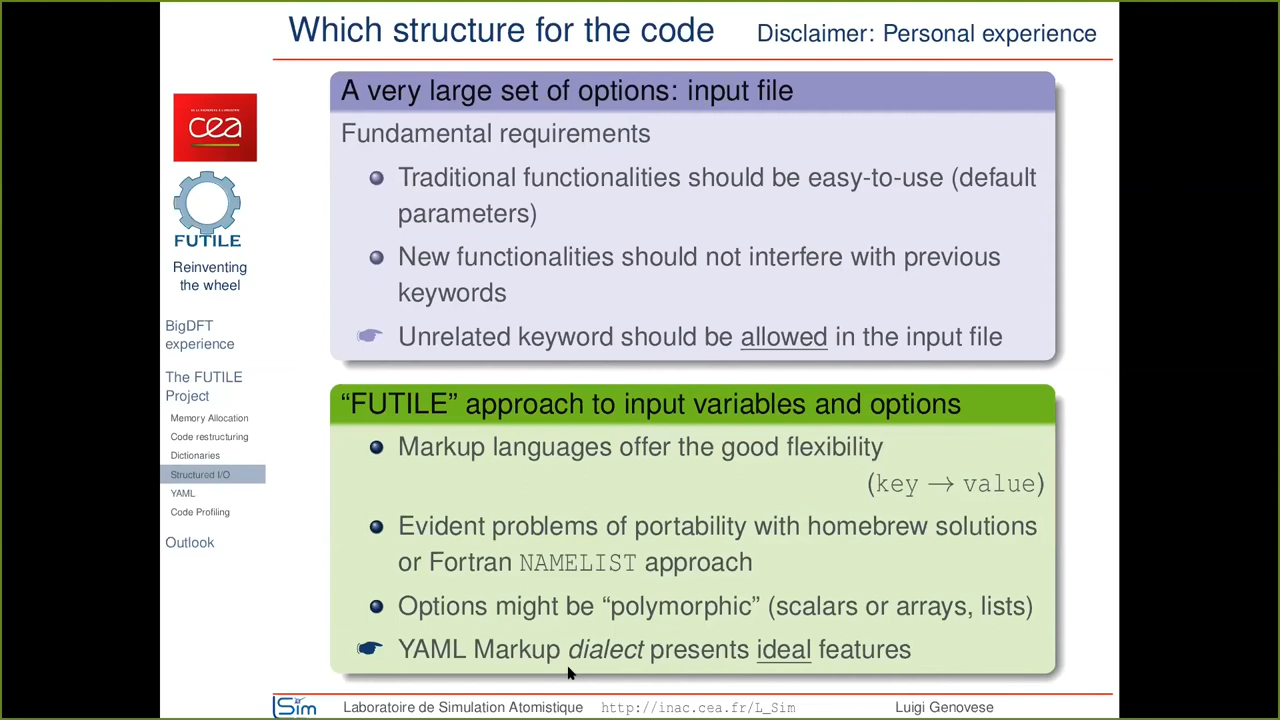 Which structure for the code
Disclaimer: Personal experience
cea
FUTILE
Reinventing
the wheel
BigDFT
experience
The FUTILE
Project
Memory Allocation
Code restructuring
Dictionaries
Structured I/O
YAML
Code Profiling
Outlook
A very large set of options: input file
Fundamental requirements
Traditional functionalities should be easy-to-use (default
parameters)
New functionalities should not interfere with previous
keywords
Unrelated keyword should be allowed in the input file
“FUTILE” approach to input variables and options
Markup languages offer the good flexibility
(key → value)
Evident problems of portability with homebrew solutions
or Fortran NAMELIST approach
Options might be “polymorphic” (scalars or arrays, lists)
YAML Markup dialect presents ideal features
LSim
Laboratoire de Simulation Atomistique
http://inac.cea.fr/L_Sim
Luigi Genovese